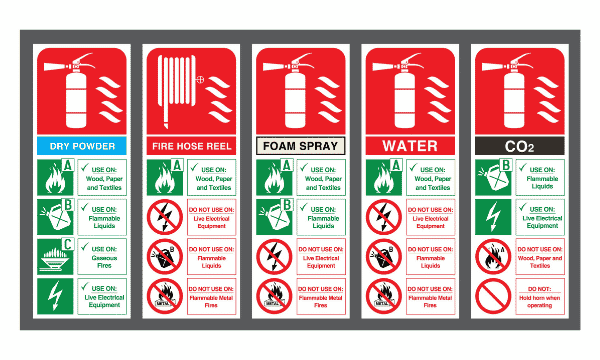 DRY POWDER
A
✓ USE ON:
Wood, Paper
and Textiles
B
✓ USE ON:
Flammable
Liquids
C
✓ USE ON:
Gaseous
Fires
✓ USE ON:
Live Electrical
Equipment
FIRE HOSE REEL
A
✓ USE ON:
Wood, Paper
and Textiles
DO NOT USE ON:
Live Electrical
Equipment
B
DO NOT USE ON:
Flammable
Liquids
METAL
DO NOT USE ON:
Flammable Metal
Fires
FOAM SPRAY
A
✓ USE ON:
Wood, Paper
and Textiles
B
✓ USE ON:
Flammable
Liquids
DO NOT USE ON:
Live Electrical
Equipment
METAL
DO NOT USE ON:
Flammable Metal
Fires
WATER
A
✓ USE ON:
Wood, Paper
and Textiles
DO NOT USE ON:
Live Electrical
Equipment
B
DO NOT USE ON:
Flammable
Liquids
METAL
DO NOT USE ON:
Flammable Metal
Fires
CO2
B
✓ USE ON:
Flammable
Liquids
✓ USE ON:
Live Electrical
Equipment
A
DO NOT USE ON:
Wood, Paper and
Textiles
DO NOT:
Hold horn when
operating